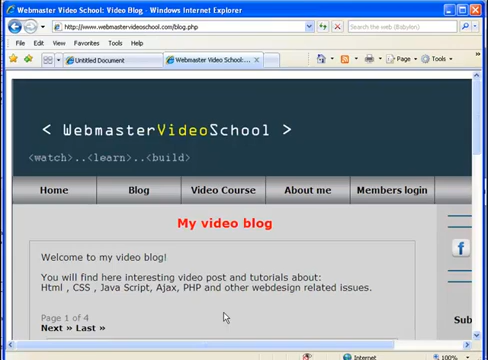 Webmaster Video School: Video Blog - Windows Internet Explorer
http://www.webmastervideoschool.com/blog.php
Search the web (Babylon)
File Edit View Favorites Tools Help
Untitled Document
Webmaster Video School:...
Page
Tools
< WebmasterVideoSchool >
<watch>..<learn>..<build>
Home
Blog
Video Course
About me
Members login
My video blog
Welcome to my video blog!
You will find here interesting video post and tutorials about:
Html , CSS , Java Script, Ajax, PHP and other webdesign related issues.
f
Page 1 of 4
Sub
Next » Last »
Internet
100%